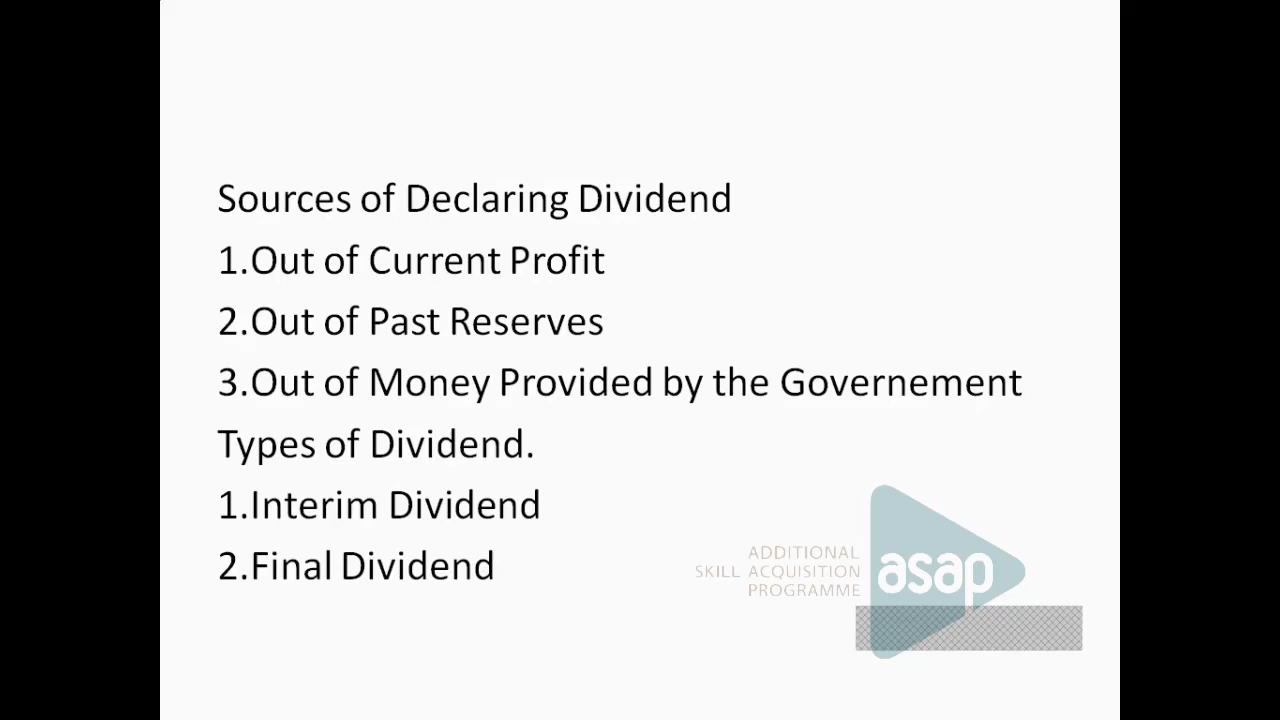 Sources of Declaring Dividend
1.Out of Current Profit
2.Out of Past Reserves
3.Out of Money Provided by the Governement
Types of Dividend.
1.Interim Dividend
2.Final Dividend
ADDITIONAL
SKILL ACQUISITION
PROGRAMME
asap